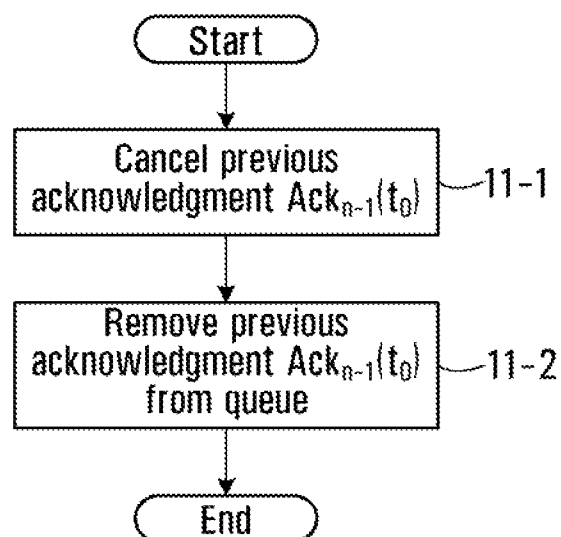 Start
Cancel previous
acknowledgment Ackₙ₋₁(t₀)
11-1
Remove previous
acknowledgment Ackₙ₋₁(t₀)
from queue
11-2
End